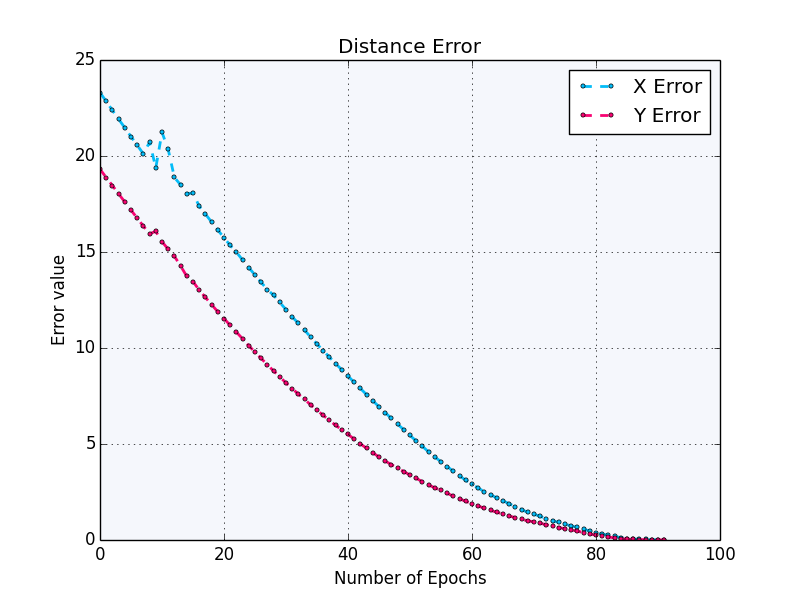 Distance Error
X Error
Y Error
Error value
25
20
15
10
5
0
0 20 40 60 80 100
Number of Epochs